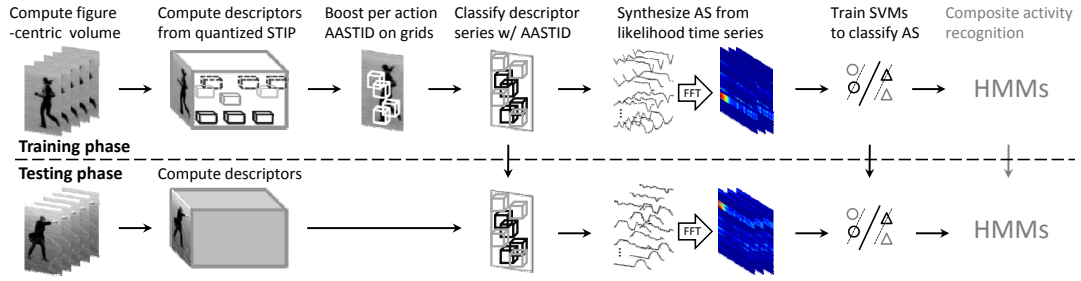 Compute figure
-centric volume
Compute descriptors
from quantized STIP
Boost per action
AASTID on grids
Classify descriptor
series w/ AASTID
Synthesize AS from
likelihood time series
Train SVMs
to classify AS
Composite activity
recognition
FFT
HMMs
Training phase
Testing phase
Compute descriptors
FFT
HMMs